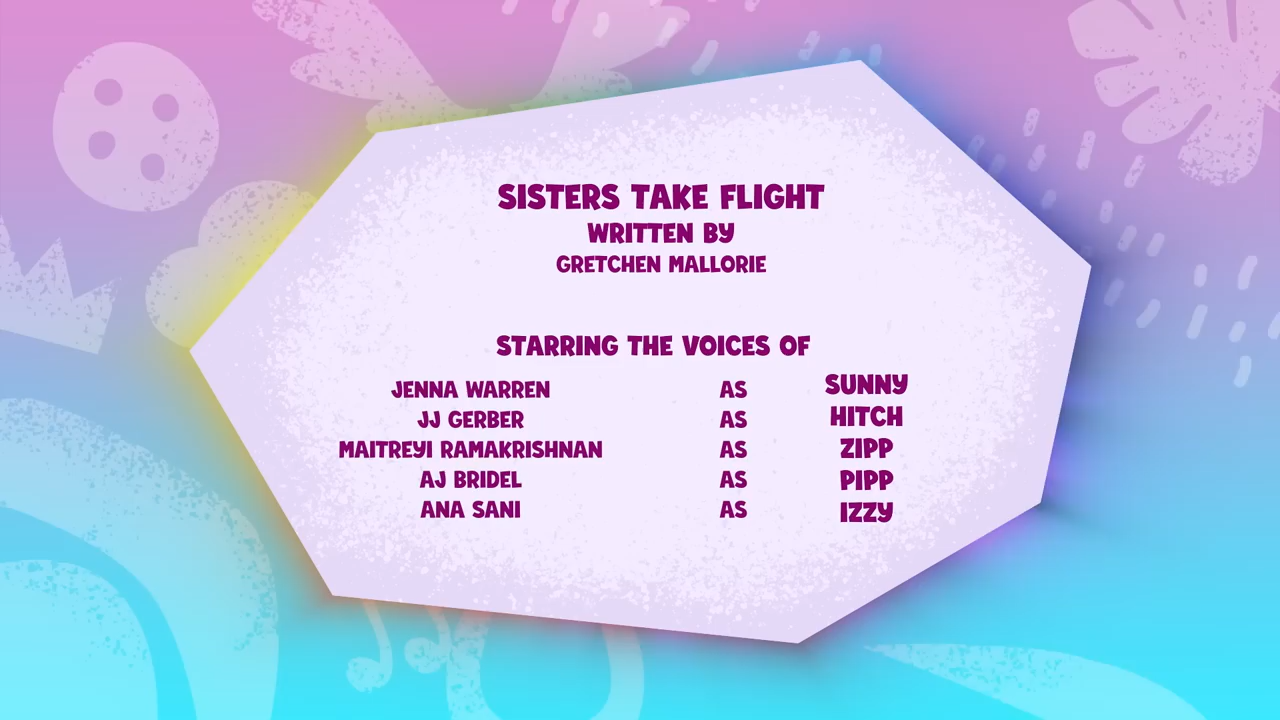 SISTERS TAKE FLIGHT
WRITTEN BY
GRETCHEN MALLORIE
STARRING THE VOICES OF
JENNA WARREN AS SUNNY
JJ GERBER AS HITCH
MAITREYI RAMAKRISHNAN AS ZIPP
AJ BRIDEL AS PIPP
ANA SANI AS IZZY